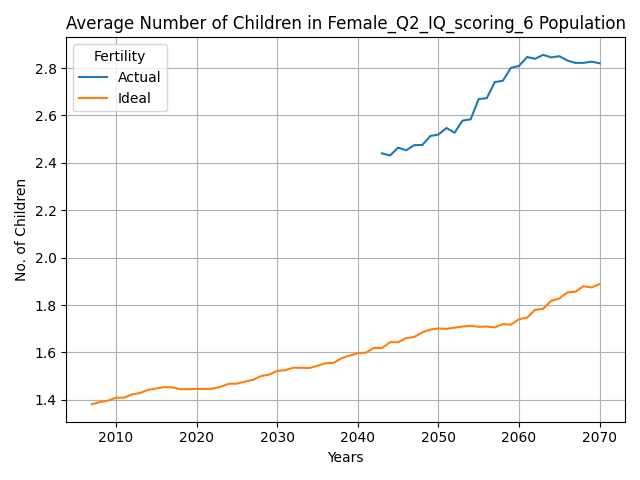 Average Number of Children in Female_Q2_IQ_scoring_6 Population
Fertility
Actual
Ideal
No. of Children
2.8
2.6
2.4
2.2
2.0
1.8
1.6
1.4
2010 2020 2030 2040 2050 2060 2070
Years